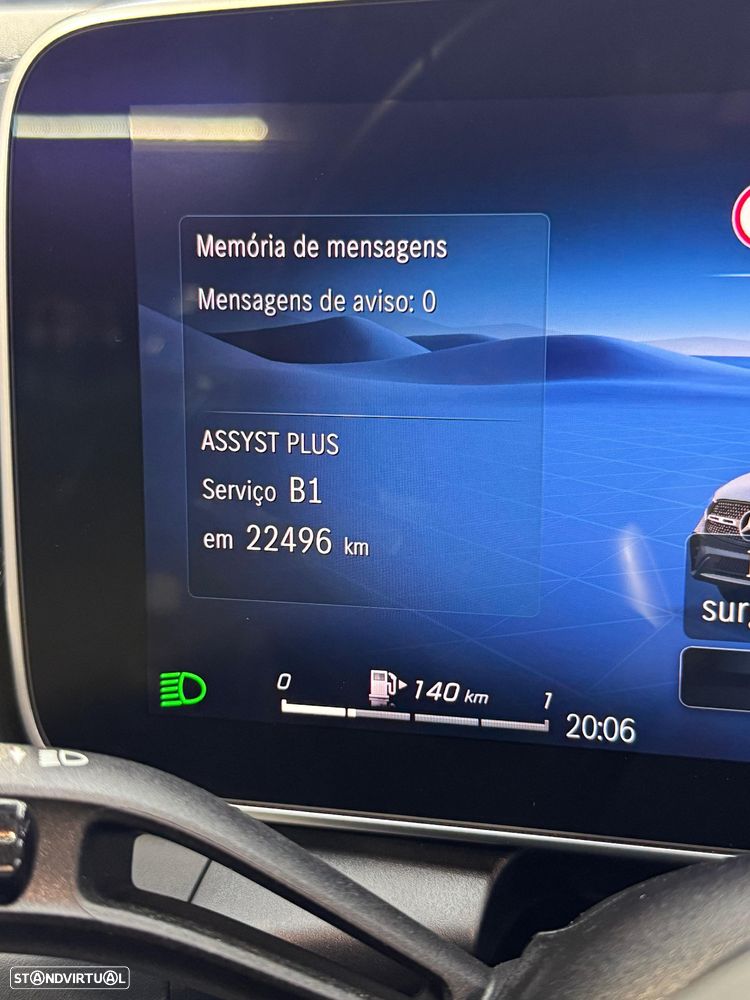 Memória de mensagens
Mensagens de aviso: 0
ASSYST PLUS
Serviço B1
em 22496 km
sur
0 140 km 1
20:06
STANDVIRTUAL